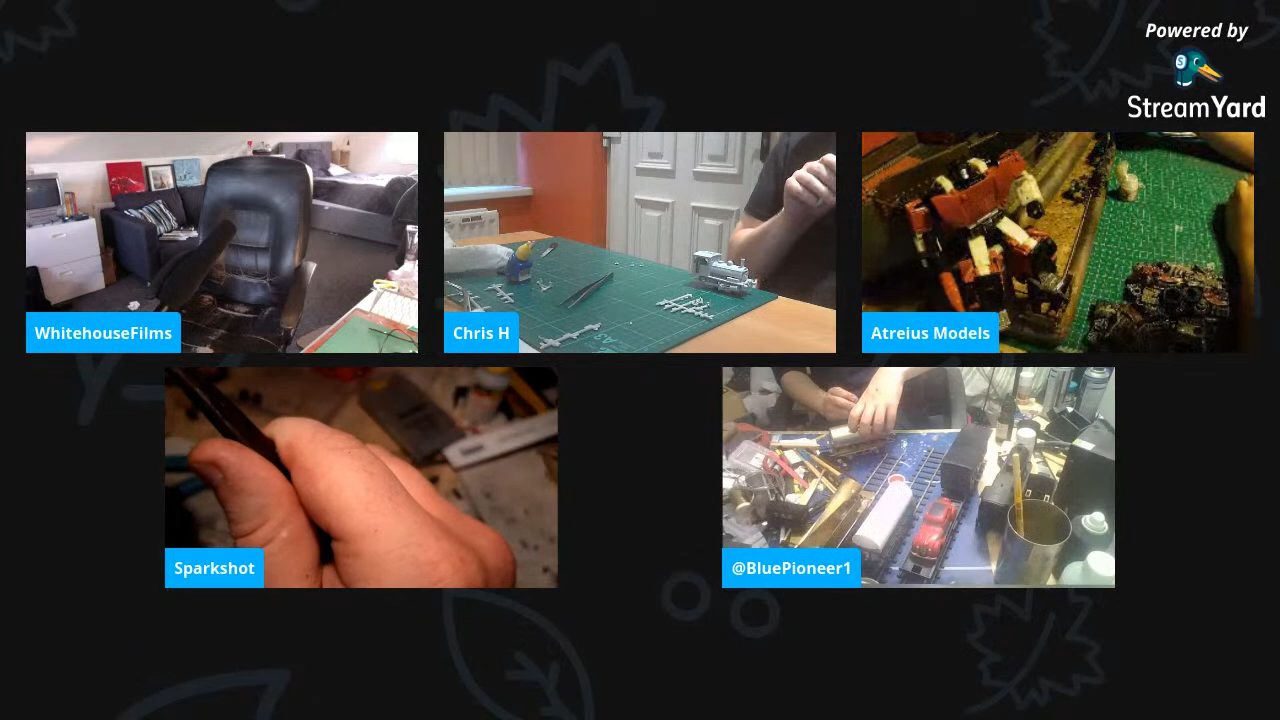 Powered by
StreamYard
WhitehouseFilms
Chris H
Atreius Models
Sparkshot
@BluePioneer1